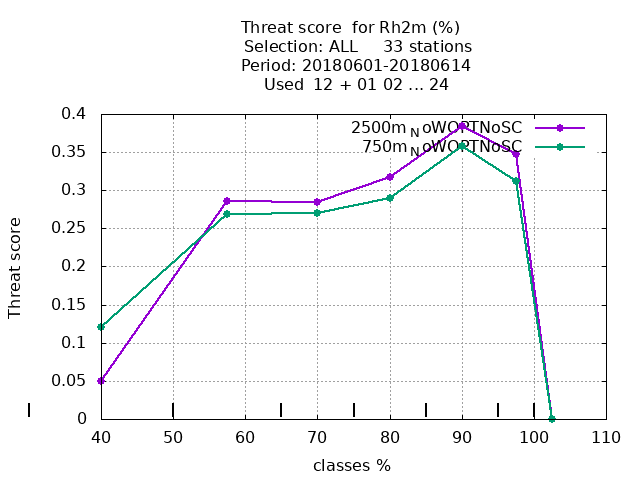 Threat score  for Rh2m (%)
Selection: ALL     33 stations
Period: 20180601-20180614
Used  12 + 01 02 ... 24
2500m_NoWOPTNoSC
750m_NoWOPTNoSC
0.4
0.35
0.3
0.25
0.2
0.15
0.1
0.05
0
Threat score
40 50 60 70 80 90 100 110
classes %